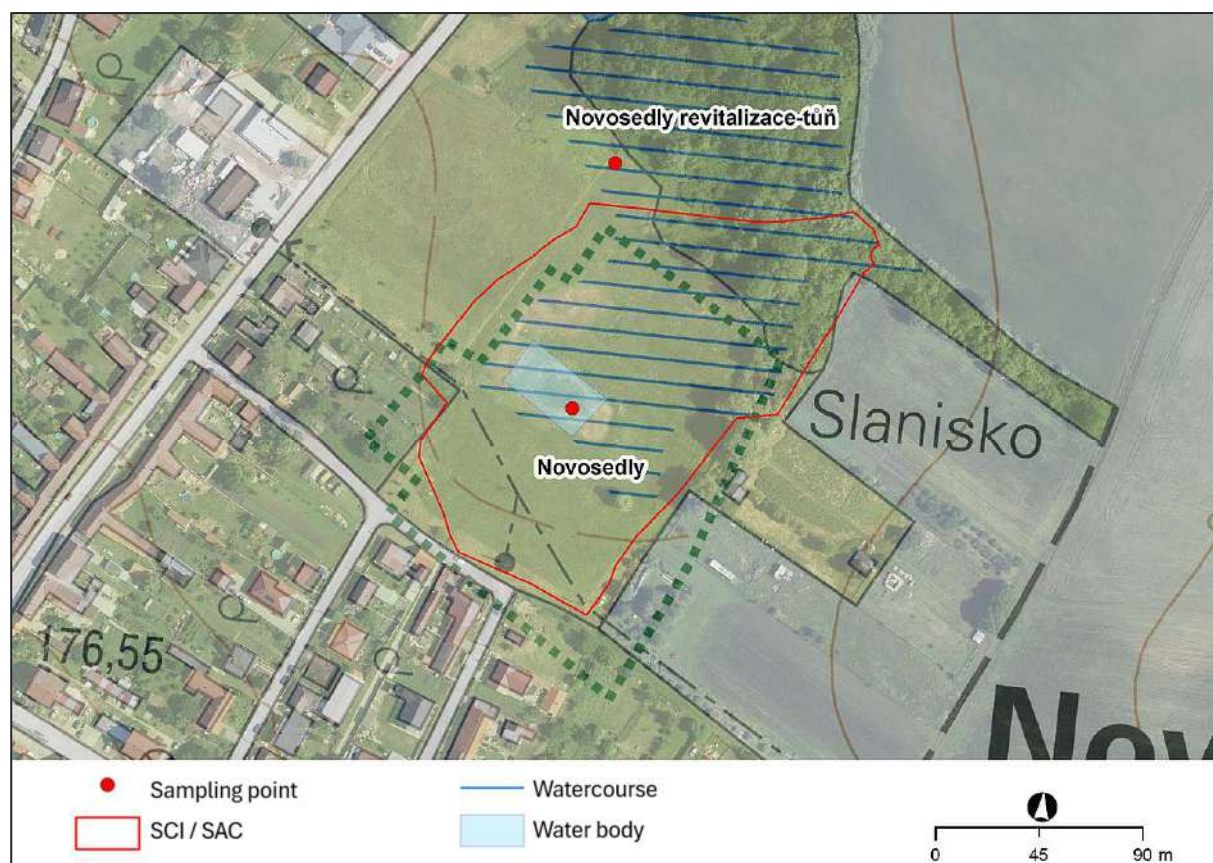 Novosedly revitalizace-tůň
Slanisko
Novosedly
176,55
Nov
Sampling point
SCI / SAC
Watercourse
Water body
0 45 90 m